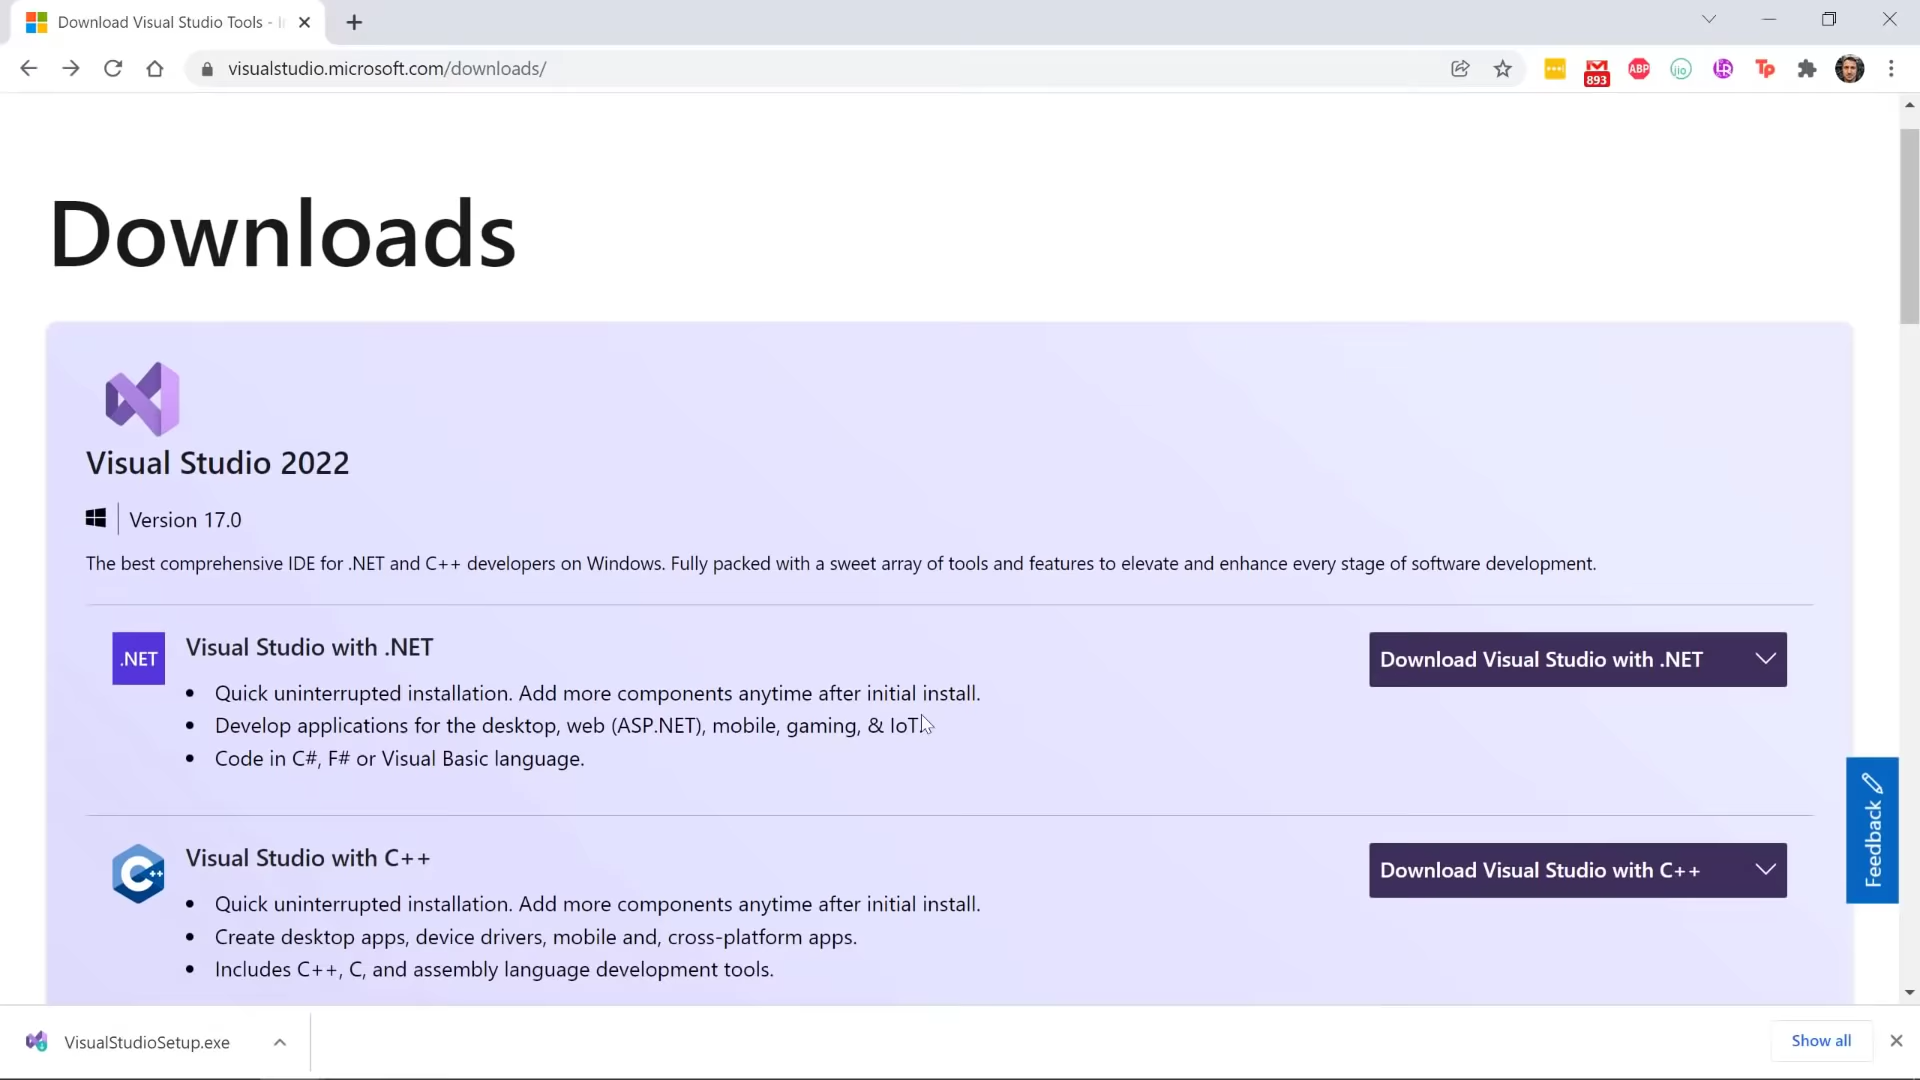 Download Visual Studio Tools - I
visualstudio.microsoft.com/downloads/
893
ABP
jio
Tp
Downloads
Visual Studio 2022
Version 17.0
The best comprehensive IDE for .NET and C++ developers on Windows. Fully packed with a sweet array of tools and features to elevate and enhance every stage of software development.
.NET
Visual Studio with .NET
Download Visual Studio with .NET
Quick uninterrupted installation. Add more components anytime after initial install.
Develop applications for the desktop, web (ASP.NET), mobile, gaming, & IoT.
Code in C#, F# or Visual Basic language.
C++
Visual Studio with C++
Download Visual Studio with C++
Feedback
Quick uninterrupted installation. Add more components anytime after initial install.
Create desktop apps, device drivers, mobile and, cross-platform apps.
Includes C++, C, and assembly language development tools.
VisualStudioSetup.exe
Show all